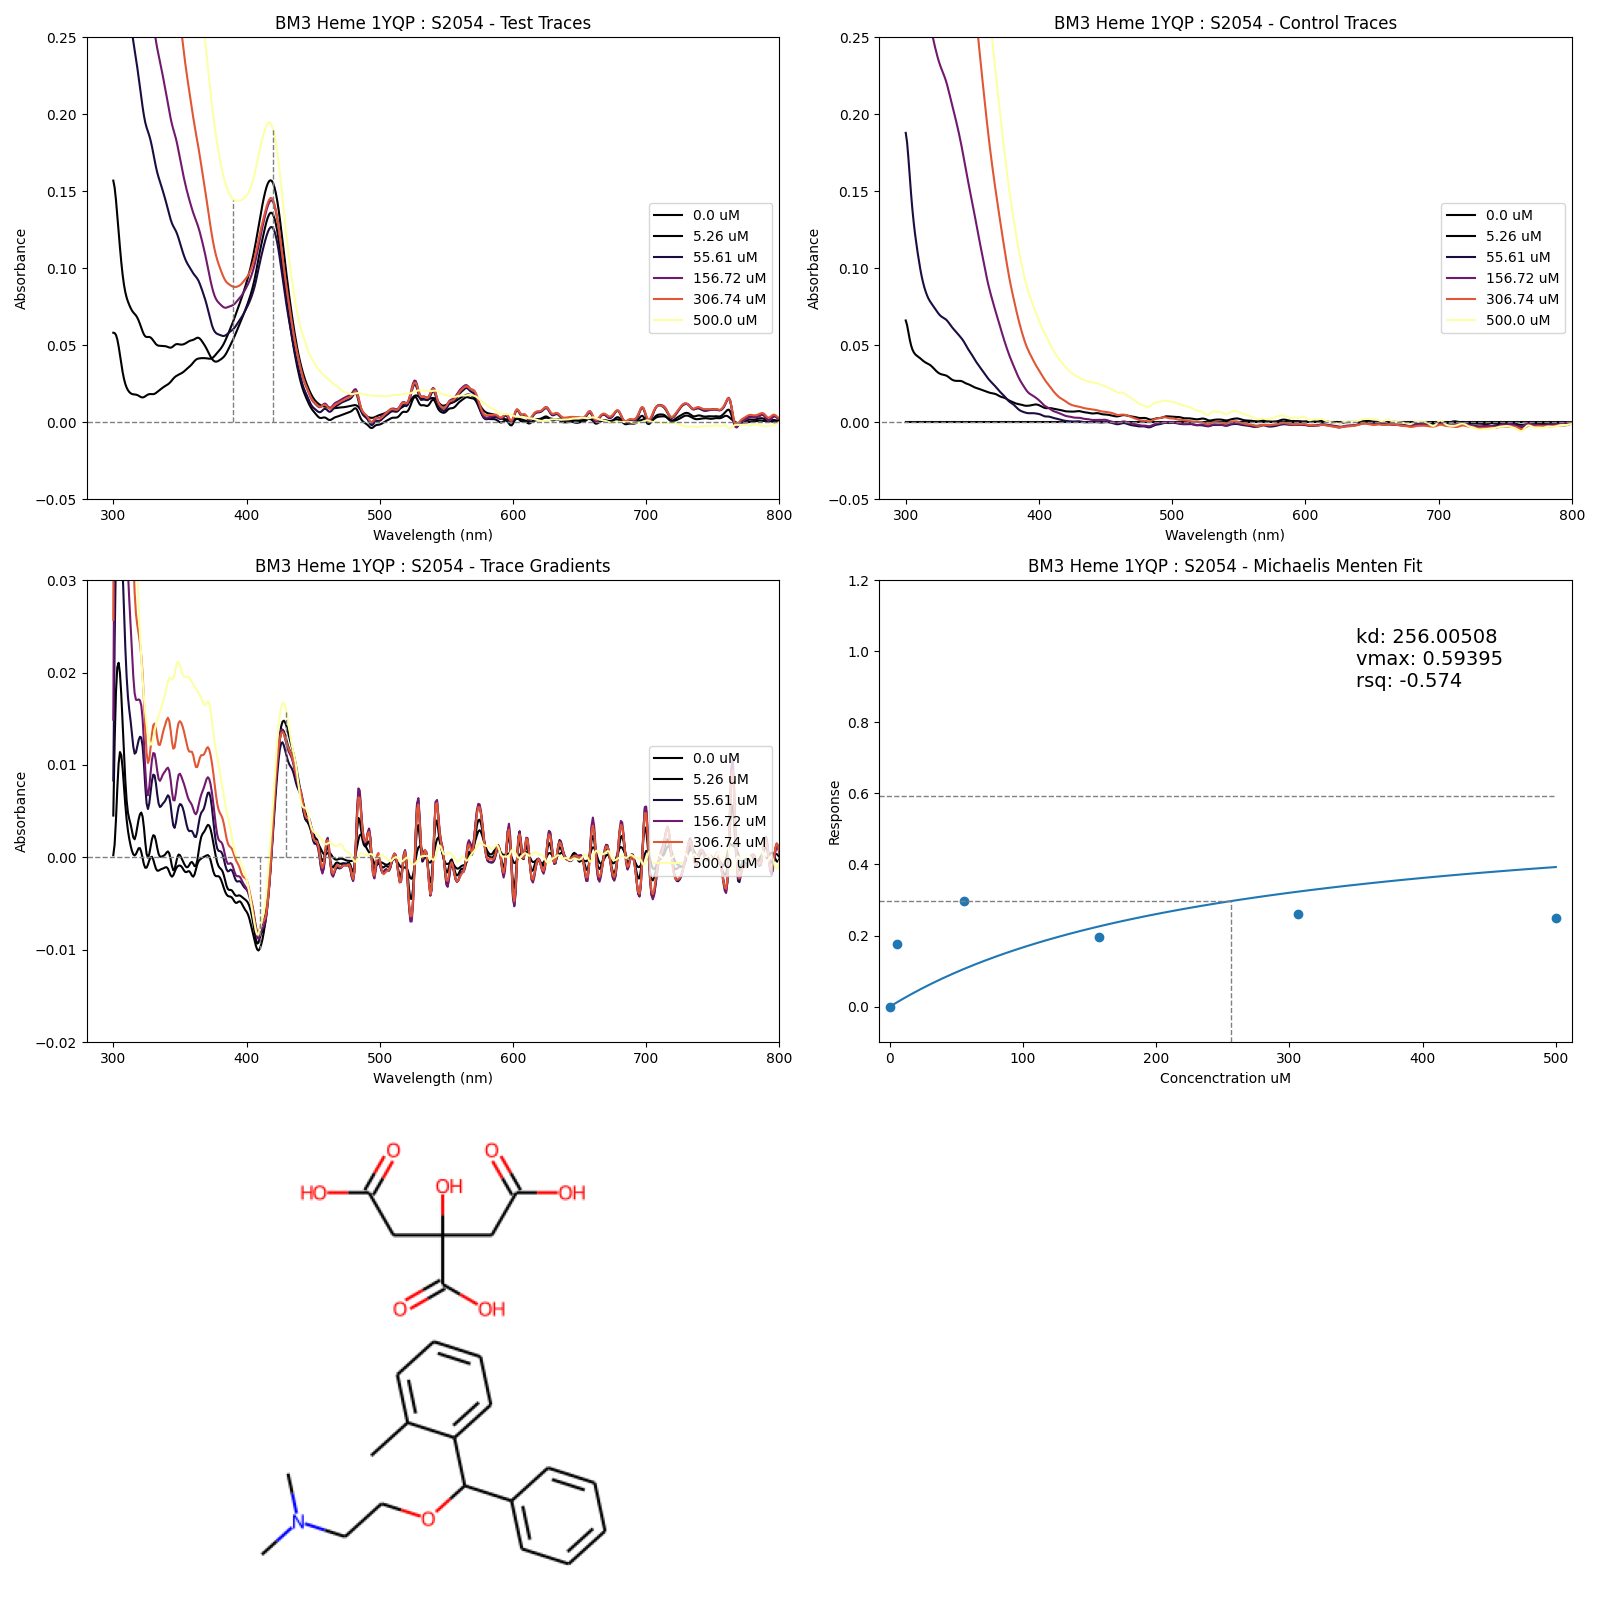 BM3 Heme 1YQP : S2054 - Test Traces
0.25
0.20
0.15
0.10
0.05
0.00
−0.05
Absorbance
300 400 500 600 700 800
Wavelength (nm)
0.0 uM
5.26 uM
55.61 uM
156.72 uM
306.74 uM
500.0 uM
BM3 Heme 1YQP : S2054 - Control Traces
0.25
0.20
0.15
0.10
0.05
0.00
−0.05
Absorbance
300 400 500 600 700 800
Wavelength (nm)
0.0 uM
5.26 uM
55.61 uM
156.72 uM
306.74 uM
500.0 uM
BM3 Heme 1YQP : S2054 - Trace Gradients
0.03
0.02
0.01
0.00
−0.01
−0.02
Absorbance
300 400 500 600 700 800
Wavelength (nm)
0.0 uM
5.26 uM
55.61 uM
156.72 uM
306.74 uM
500.0 uM
BM3 Heme 1YQP : S2054 - Michaelis Menten Fit
1.2
1.0
0.8
0.6
0.4
0.2
0.0
Response
kd: 256.00508
vmax: 0.59395
rsq: -0.574
0 100 200 300 400 500
Concenctration uM
O O
HO OH OH
O OH
O
N